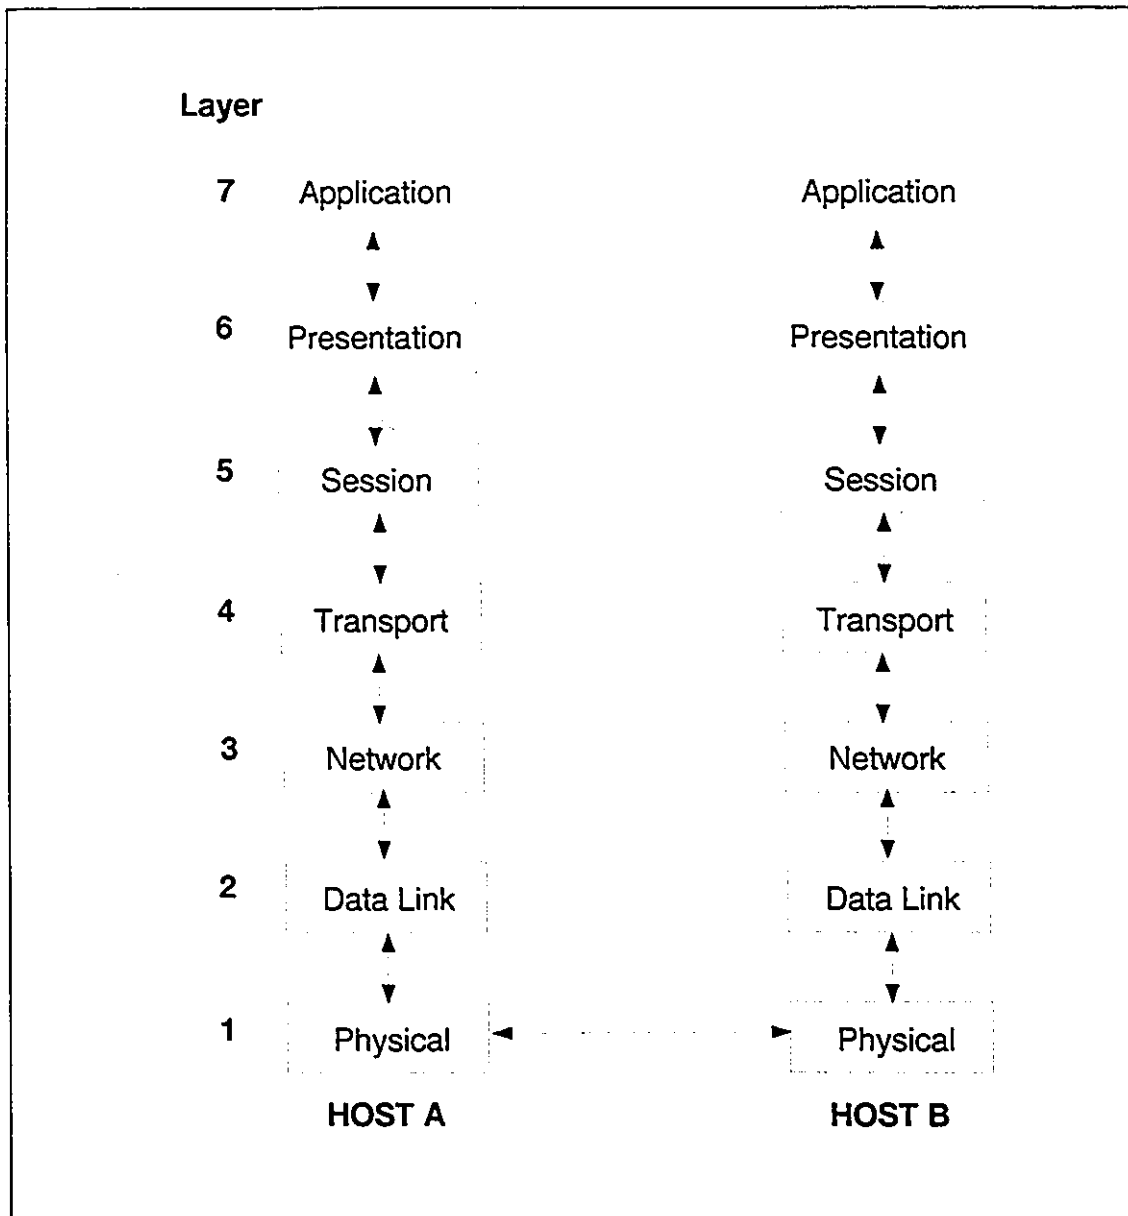 Layer
7 Application Application
6 Presentation Presentation
5 Session Session
4 Transport Transport
3 Network Network
2 Data Link Data Link
1 Physical Physical
HOST A HOST B